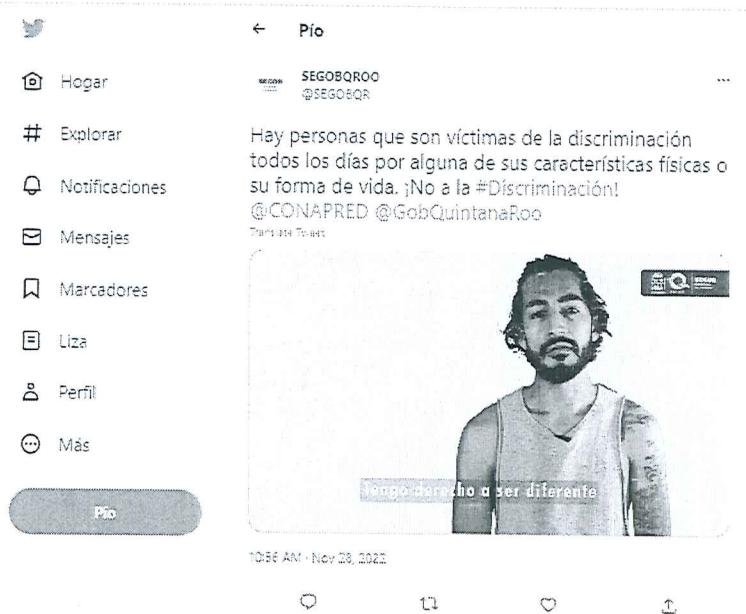 Pío
SEGOBQROO
@SEGOBQR
Hay personas que son víctimas de la discriminación
todos los días por alguna de sus características físicas o
su forma de vida. ¡No a la #Discriminación!
@CONAPRED @GobQuintanaRoo
Translate Tweet
Tengo derecho a ser diferente
10:56 AM · Nov 28, 2022
Hogar
Explorar
Notificaciones
Mensajes
Marcadores
Liza
Perfil
Más
Pío